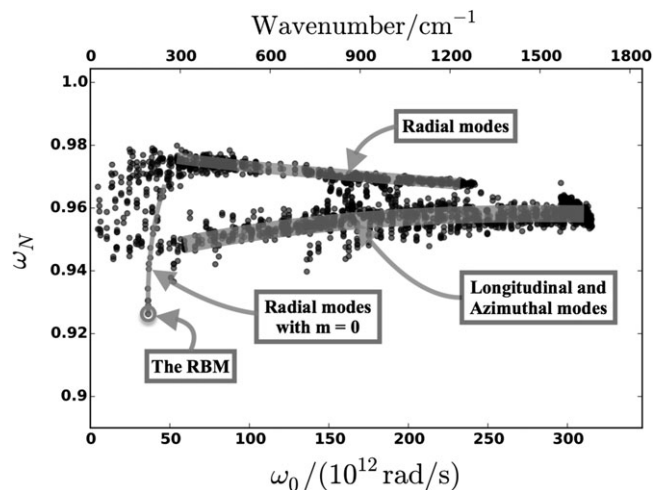 Wavenumber/cm⁻¹
0 300 600 900 1200 1500 1800
1.0
0.98
0.96
0.94
0.92
0.9
ω_N
Radial modes
Longitudinal and
Azimuthal modes
Radial modes
with m = 0
The RBM
0 50 100 150 200 250 300
ω₀/(10¹² rad/s)